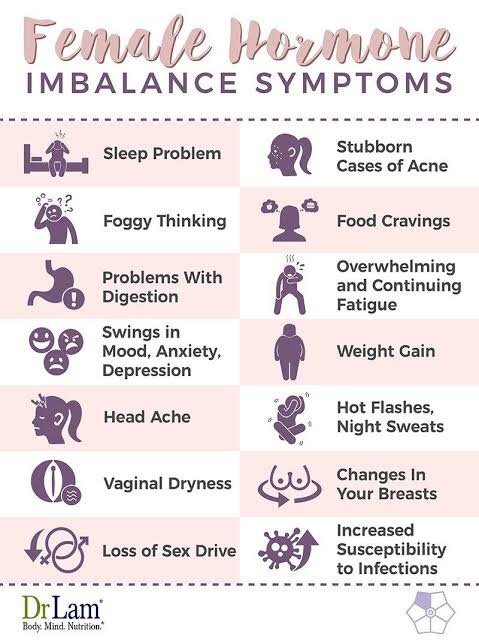 Female Hormone
IMBALANCE SYMPTOMS
Sleep Problem
Stubborn
Cases of Acne
Foggy Thinking
Food Cravings
Problems With
Digestion
Overwhelming
and Continuing
Fatigue
Swings in
Mood, Anxiety,
Depression
Weight Gain
Head Ache
Hot Flashes,
Night Sweats
Vaginal Dryness
Changes In
Your Breasts
Loss of Sex Drive
Increased
Susceptibility
to Infections
DrLam®
Body. Mind. Nutrition.®